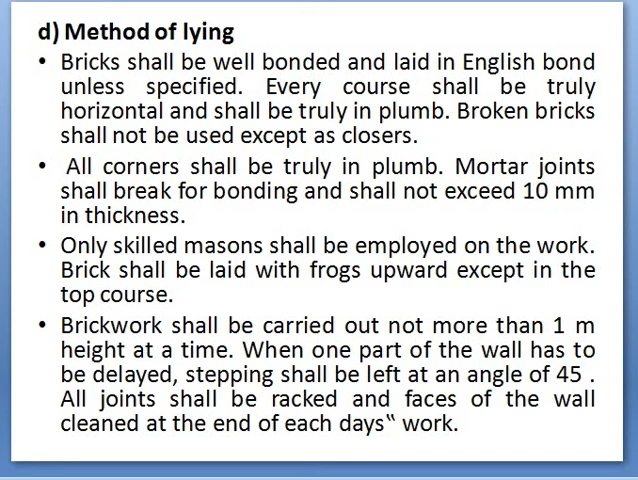 d) Method of lying
• Bricks shall be well bonded and laid in English bond
unless specified. Every course shall be truly
horizontal and shall be truly in plumb. Broken bricks
shall not be used except as closers.
• All corners shall be truly in plumb. Mortar joints
shall break for bonding and shall not exceed 10 mm
in thickness.
• Only skilled masons shall be employed on the work.
Brick shall be laid with frogs upward except in the
top course.
• Brickwork shall be carried out not more than 1 m
height at a time. When one part of the wall has to
be delayed, stepping shall be left at an angle of 45 .
All joints shall be racked and faces of the wall
cleaned at the end of each days‟ work.